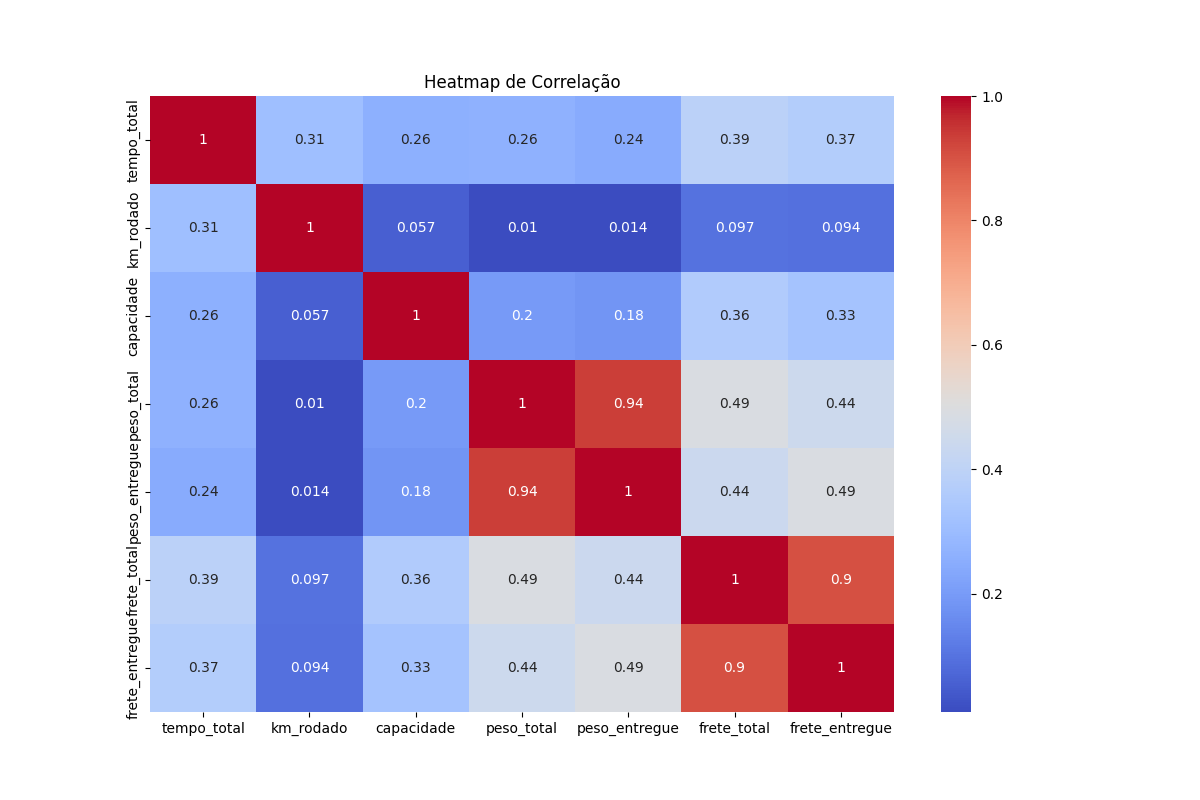 Heatmap de Correlação
tempo_total 1 0.31 0.26 0.26 0.24 0.39 0.37
km_rodado 0.31 1 0.057 0.01 0.014 0.097 0.094
capacidade 0.26 0.057 1 0.2 0.18 0.36 0.33
peso_total 0.26 0.01 0.2 1 0.94 0.49 0.44
peso_entregue 0.24 0.014 0.18 0.94 1 0.44 0.49
frete_total 0.39 0.097 0.36 0.49 0.44 1 0.9
frete_entregue 0.37 0.094 0.33 0.44 0.49 0.9 1
tempo_total km_rodado capacidade peso_total peso_entregue frete_total frete_entregue
1.0
0.8
0.6
0.4
0.2